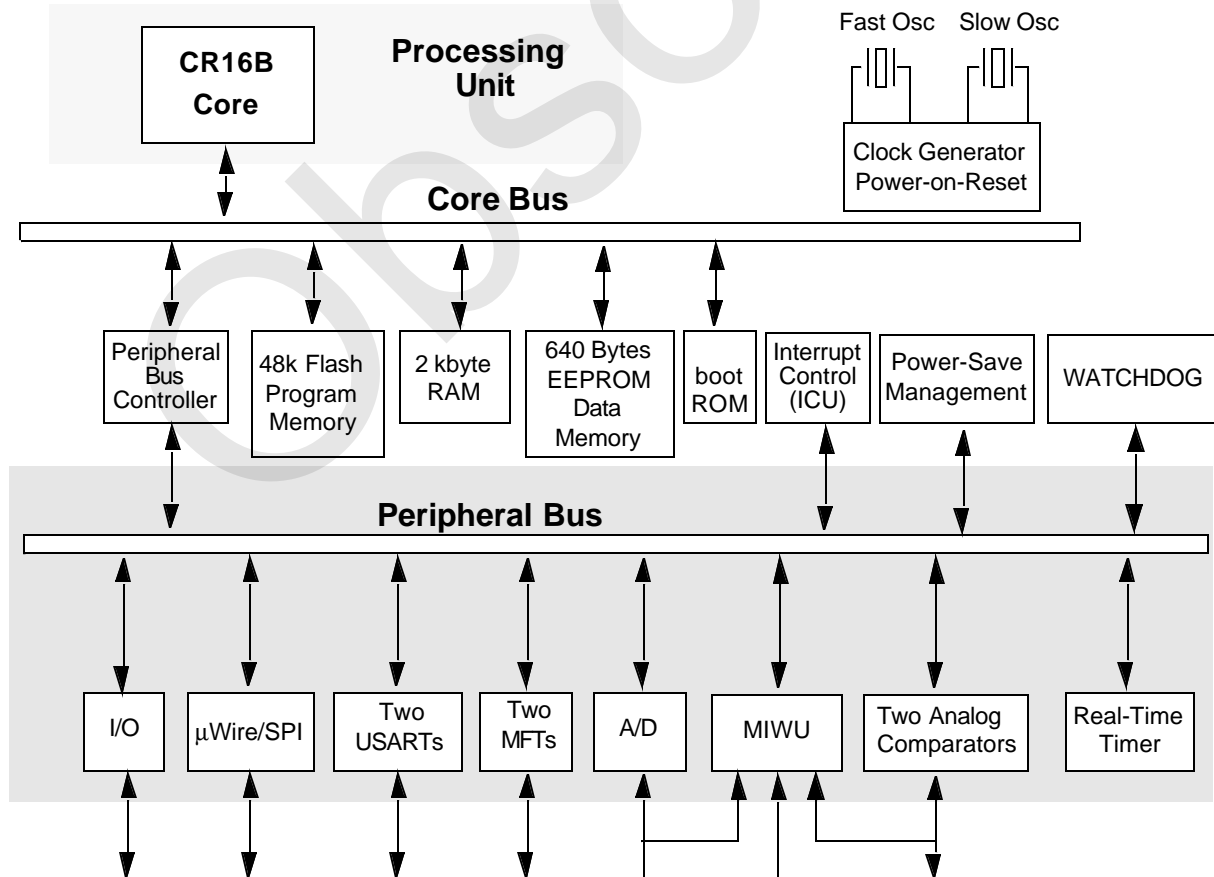 Fast Osc Slow Osc
CR16B
Core
Processing
Unit
Clock Generator
Power-on-Reset
Core Bus
Peripheral
Bus
Controller
48k Flash
Program
Memory
2 kbyte
RAM
640 Bytes
EEPROM
Data
Memory
boot
ROM
Interrupt
Control
(ICU)
Power-Save
Management
WATCHDOG
Peripheral Bus
I/O
µWire/SPI
Two
USARTs
Two
MFTs
A/D
MIWU
Two Analog
Comparators
Real-Time
Timer
Obso